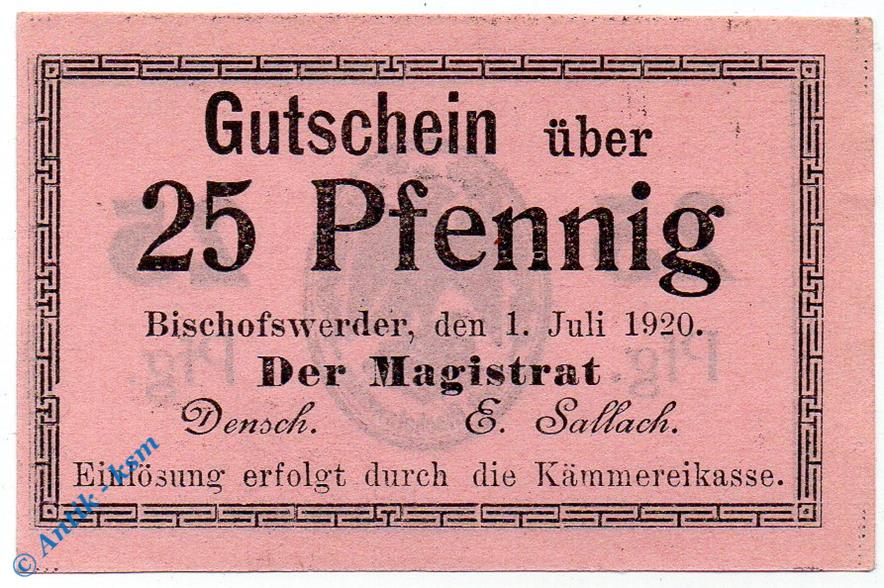 Gutschein über
25 Pfennig
Bischofswerder, den 1. Juli 1920.
Der Magistrat
Densch. E. Sallach.
Einlösung erfolgt durch die Kämmereikasse.
© Antik - ksm